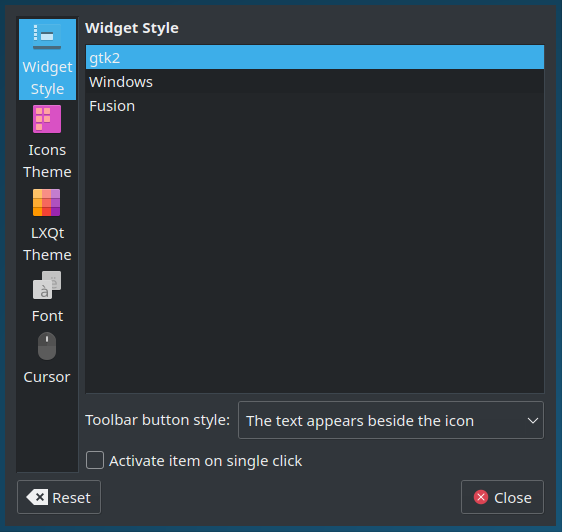 Widget Style
gtk2
Windows
Fusion
Widget
Style
Icons
Theme
LXQt
Theme
Font
Cursor
Toolbar button style: The text appears beside the icon
Activate item on single click
Reset
Close